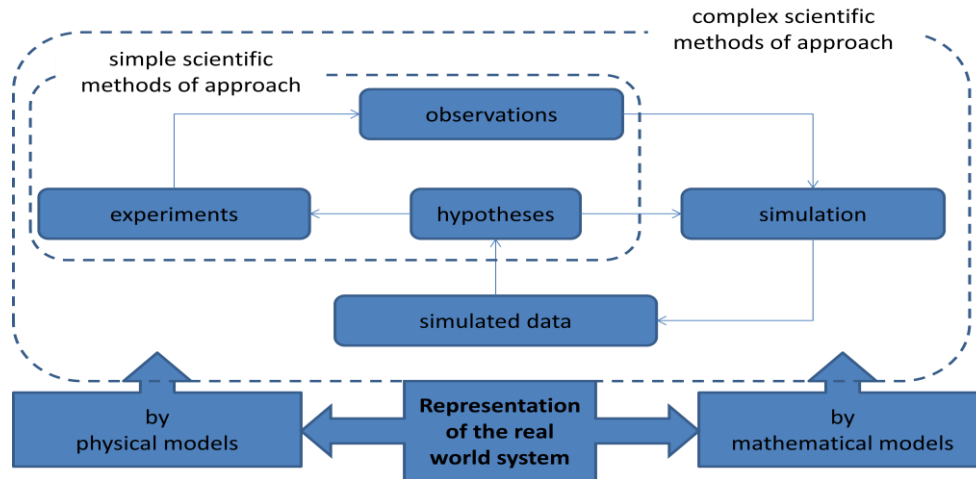 complex scientific
methods of approach
simple scientific
methods of approach
observations
experiments
hypotheses
simulation
simulated data
by
physical models
Representation
of the real
world system
by
mathematical models